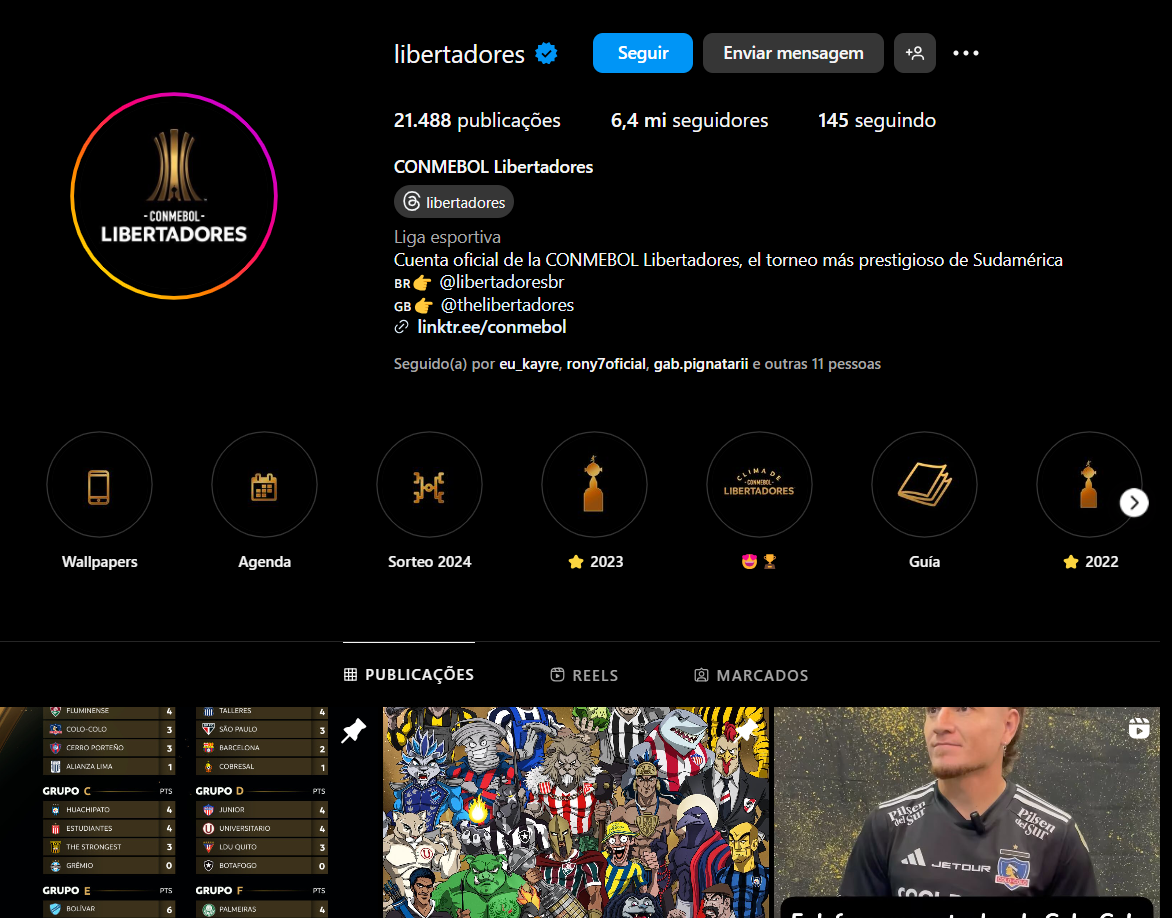 libertadores
Seguir
Enviar mensagem
21.488 publicações
6,4 mi seguidores
145 seguindo
CONMEBOL Libertadores
libertadores
Liga esportiva
Cuenta oficial de la CONMEBOL Libertadores, el torneo más prestigioso de Sudamérica
BR👉 @libertadoresbr
GB👉 @thelibertadores
linktr.ee/conmebol
Seguido(a) por eu_kayre, rony7oficial, gab.pignatarii e outras 11 pessoas
-CONMEBOL-
LIBERTADORES
CLIMA DE
-CONMEBOL-
LIBERTADORES
Wallpapers
Agenda
Sorteo 2024
⭐ 2023
😍🏆
Guía
⭐ 2022
PUBLICAÇÕES
REELS
MARCADOS
FLUMINENSE 4
COLO-COLO 3
CERRO PORTEÑO 3
ALIANZA LIMA 1
GRUPO C PTS
HUACHIPATO 4
ESTUDIANTES 4
THE STRONGEST 3
GRÊMIO 0
GRUPO E PTS
BOLÍVAR 6
TALLERES 4
SÃO PAULO 3
BARCELONA 2
COBRESAL 1
GRUPO D PTS
JUNIOR 4
UNIVERSITARIO 4
LDU QUITO 3
BOTAFOGO 0
GRUPO F PTS
PALMEIRAS 4
Pilsen
del Sur
Pilsen
del Sur
JETOUR